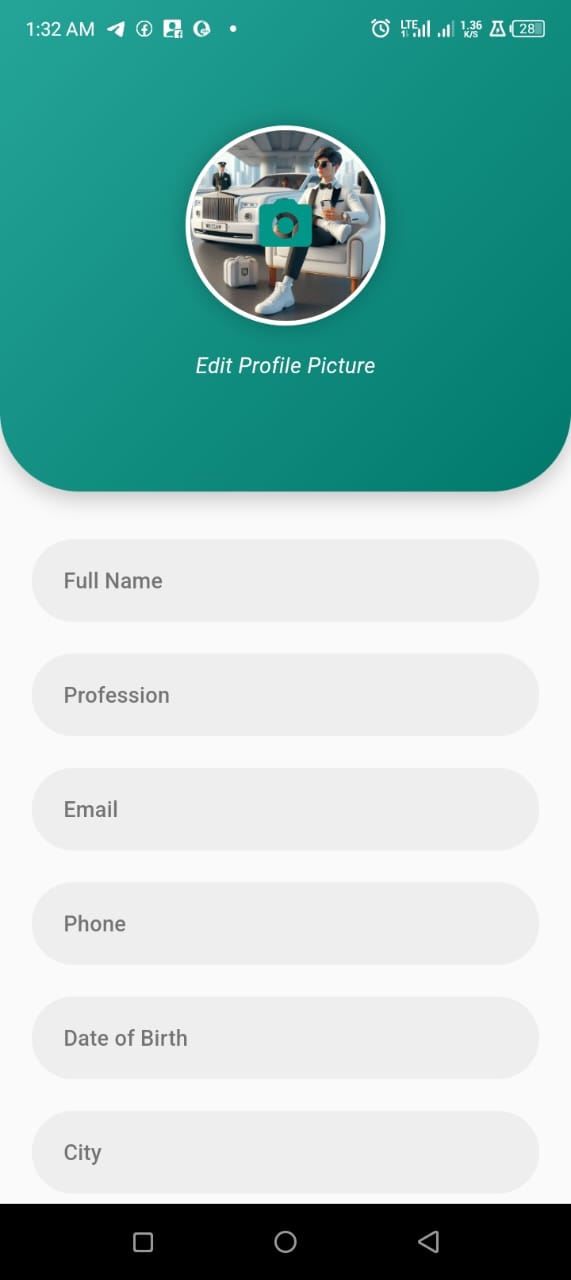 1:32 AM
LTE
1.36
K/S
28
Edit Profile Picture
Full Name
Profession
Email
Phone
Date of Birth
City